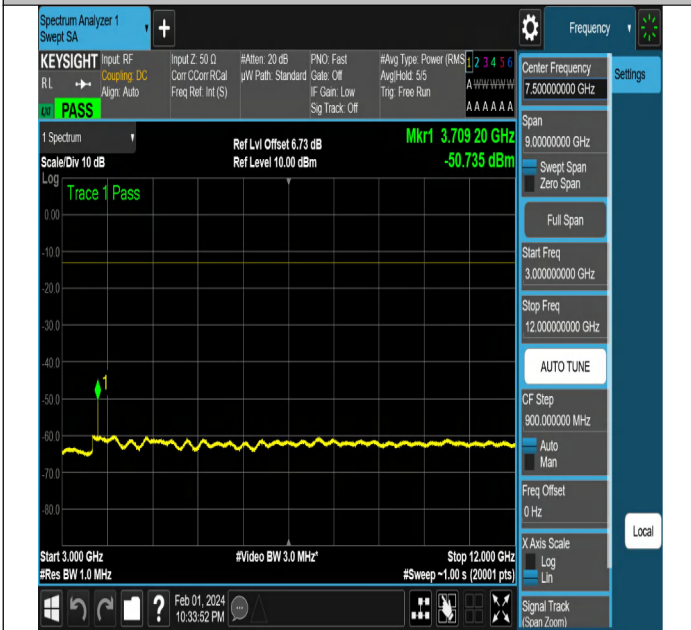 Spectrum Analyzer 1
Swept SA
+
Frequency
KEYSIGHT
RL
Input: RF
Coupling: DC
Align: Auto
Input Z: 50 Ω
Corr CCorr RCal
Freq Ref: Int (S)
#Atten: 20 dB
µW Path: Standard
PNO: Fast
Gate: Off
IF Gain: Low
Sig Track: Off
#Avg Type: Power (RMS
Avg|Hold: 5/5
Trig: Free Run
1 2 3 4 5 6
A W W W W W
A A A A A A
PASS
1 Spectrum
Scale/Div 10 dB
Ref Lvl Offset 6.73 dB
Ref Level 10.00 dBm
Mkr1 3.709 20 GHz
-50.735 dBm
Log
Trace 1 Pass
0.00
-10.0
-20.0
-30.0
-40.0
1
-50.0
-60.0
-70.0
-80.0
Start 3.000 GHz
#Res BW 1.0 MHz
#Video BW 3.0 MHz*
Stop 12.000 GHz
#Sweep ~1.00 s (20001 pts)
?
Feb 01, 2024
10:33:52 PM
Center Frequency
7.500000000 GHz
Settings
Span
9.00000000 GHz
Swept Span
Zero Span
Full Span
Start Freq
3.000000000 GHz
Stop Freq
12.000000000 GHz
AUTO TUNE
CF Step
900.000000 MHz
Auto
Man
Freq Offset
0 Hz
X Axis Scale
Log
Lin
Local
Signal Track
(Span Zoom)